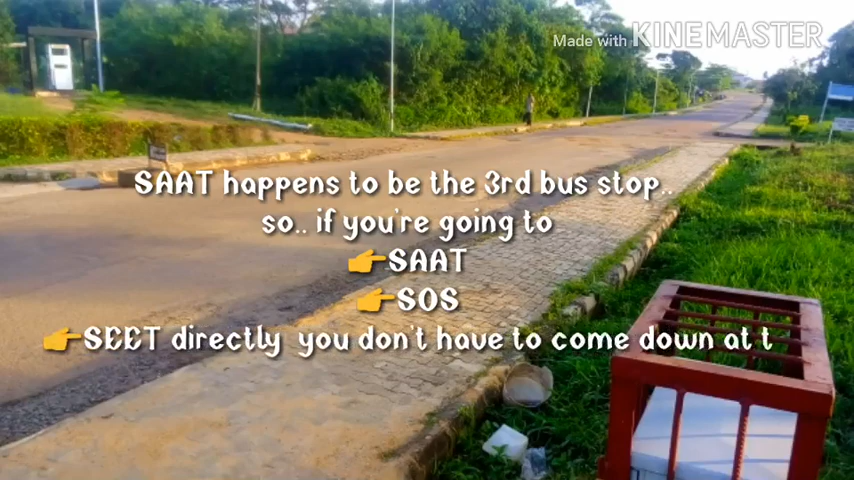 Made with KINEMASTER
SAAT happens to be the 3rd bus stop..
so.. if you're going to
👉SAAT
👉SOS
👉SEET directly you don't have to come down at t